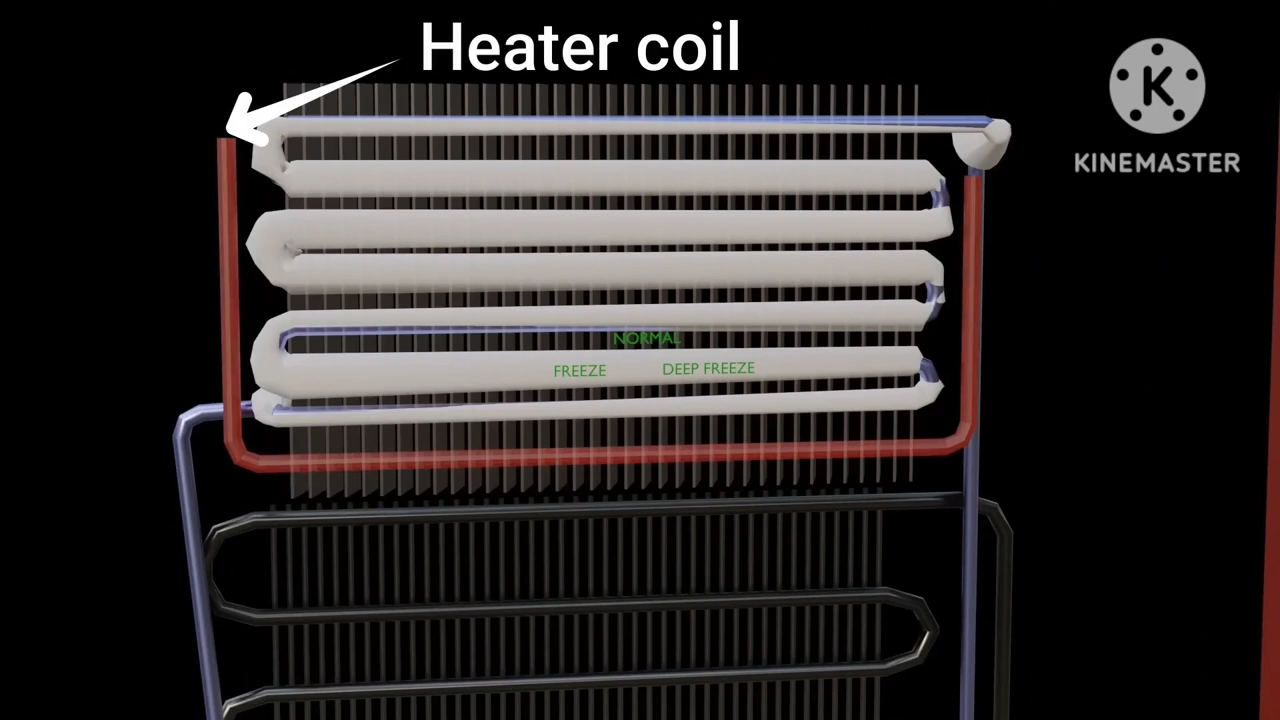 Heater coil
K
KINEMASTER
NORMAL
FREEZE DEEP FREEZE